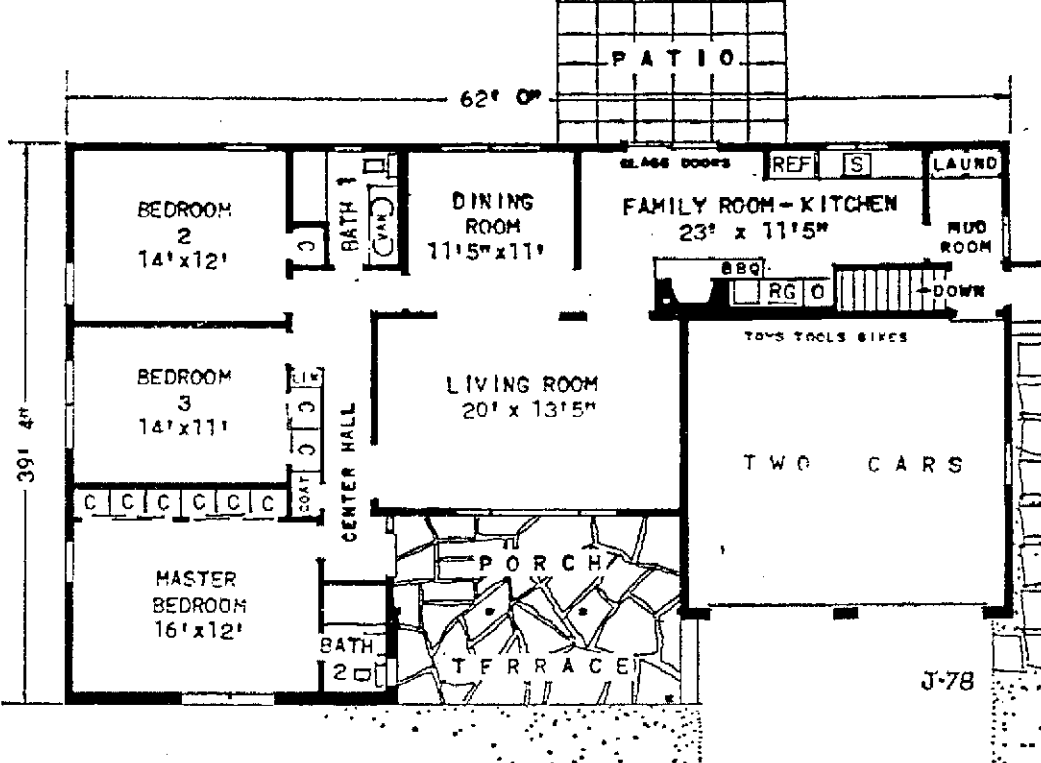 PATIO
62' 0"
GLASS DOORS
REF
S
LAUND
BEDROOM
2
14'x12'
BATH 1
VAN
C
DINING
ROOM
11'5"x11'
FAMILY ROOM - KITCHEN
23' x 11'5"
MUD
ROOM
BBQ
RG O
DOWN
TOYS TOOLS BIKES
BEDROOM
3
14'x11'
LIN
C
C
COAT
CENTER HALL
LIVING ROOM
20' x 13'5"
TWO CARS
39' 4"
C C C C C C
PORCH
MASTER
BEDROOM
16'x12'
BATH
2
TERRACE
J-78